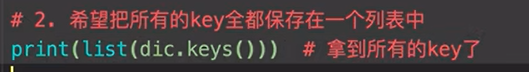 # 2. 希望把所有的key全都保存在一个列表中
print(list(dic.keys()))  # 拿到所有的key了